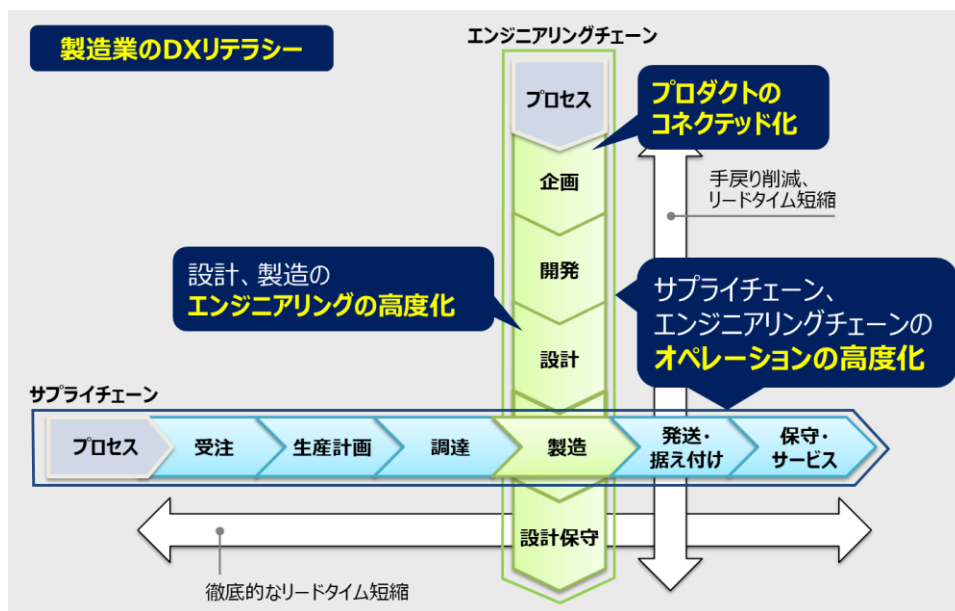 製造業のDXリテラシー
エンジニアリングチェーン
プロセス
プロダクトの
コネクテッド化
企画
手戻り削減、
リードタイム短縮
開発
設計、製造の
エンジニアリングの高度化
サプライチェーン、
エンジニアリングチェーンの
オペレーションの高度化
設計
サプライチェーン
プロセス
受注
生産計画
調達
製造
発送・
据え付け
保守・
サービス
設計保守
徹底的なリードタイム短縮